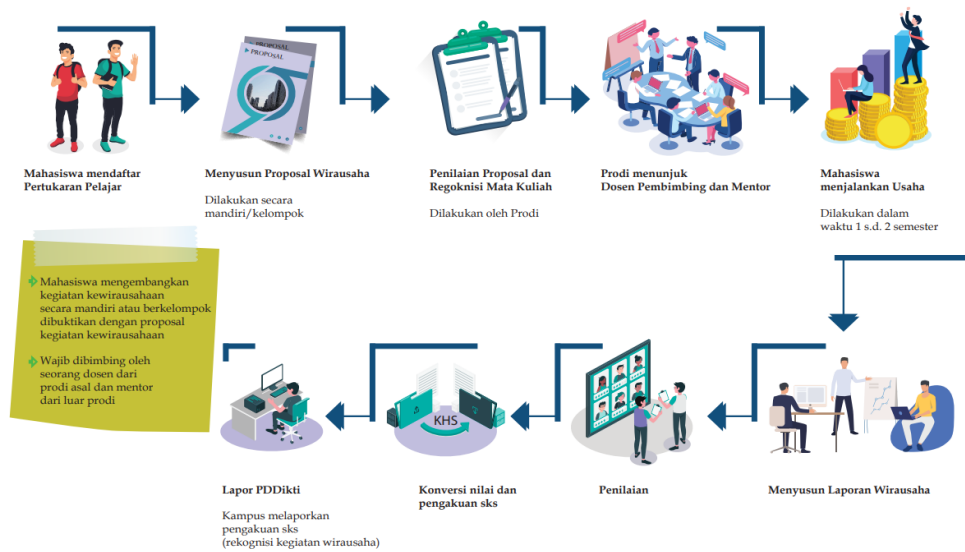 PROPOSAL
PROPOSAL
Mahasiswa mendaftar
Pertukaran Pelajar
Menyusun Proposal Wirausaha
Dilakukan secara
mandiri/kelompok
Penilaian Proposal dan
Regoknisi Mata Kuliah
Dilakukan oleh Prodi
Prodi menunjuk
Dosen Pembimbing dan Mentor
Mahasiswa
menjalankan Usaha
Dilakukan dalam
waktu 1 s.d. 2 semester
Mahasiswa mengembangkan
kegiatan kewirausahaan
secara mandiri atau berkelompok
dibuktikan dengan proposal
kegiatan kewirausahaan
Wajib dibimbing oleh
seorang dosen dari
prodi asal dan mentor
dari luar prodi
Menyusun Laporan Wirausaha
Penilaian
KHS
Konversi nilai dan
pengakuan sks
Lapor PDDikti
Kampus melaporkan
pengakuan sks
(rekognisi kegiatan wirausaha)